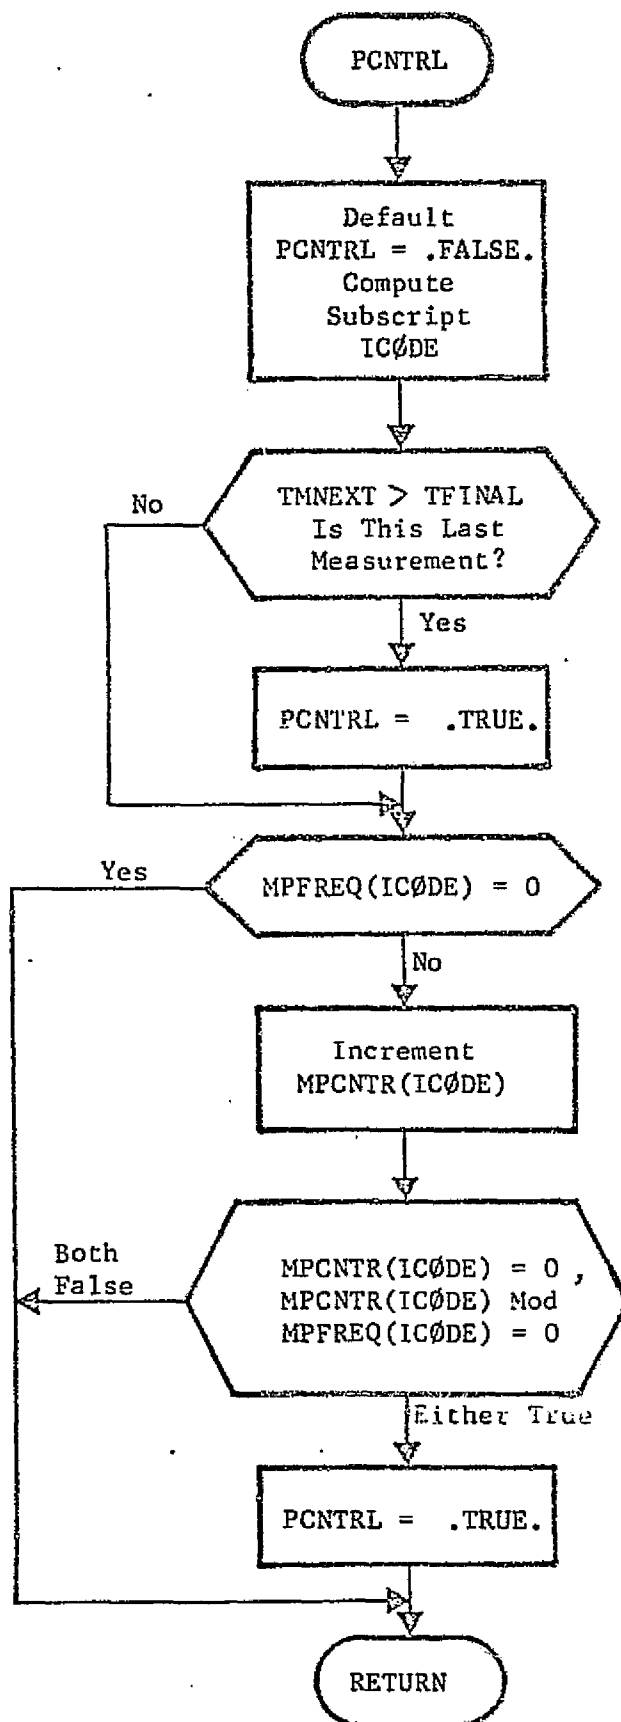 PCNTRL
Default
PCNTRL = .FALSE.
Compute
Subscript
ICØDE
TMNEXT > TFINAL
Is This Last
Measurement?
No
Yes
PCNTRL = .TRUE.
Yes
MPFREQ(ICØDE) = 0
No
Increment
MPCNTR(ICØDE)
Both
False
MPCNTR(ICØDE) = 0 ,
MPCNTR(ICØDE) Mod
MPFREQ(ICØDE) = 0
Either True
PCNTRL = .TRUE.
RETURN